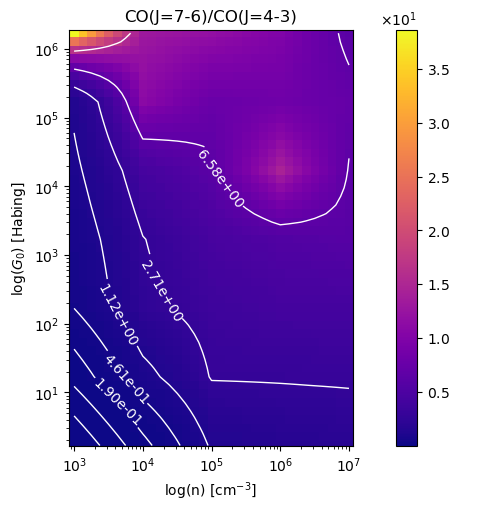 CO(J=7-6)/CO(J=4-3)
×10¹
10⁶
10⁵
10⁴
10³
10²
10¹
log(G₀) [Habing]
6.58e+00
2.71e+00
1.12e+00
4.61e-01
1.90e-01
3.5
3.0
2.5
2.0
1.5
1.0
0.5
10³ 10⁴ 10⁵ 10⁶ 10⁷
log(n) [cm⁻³]